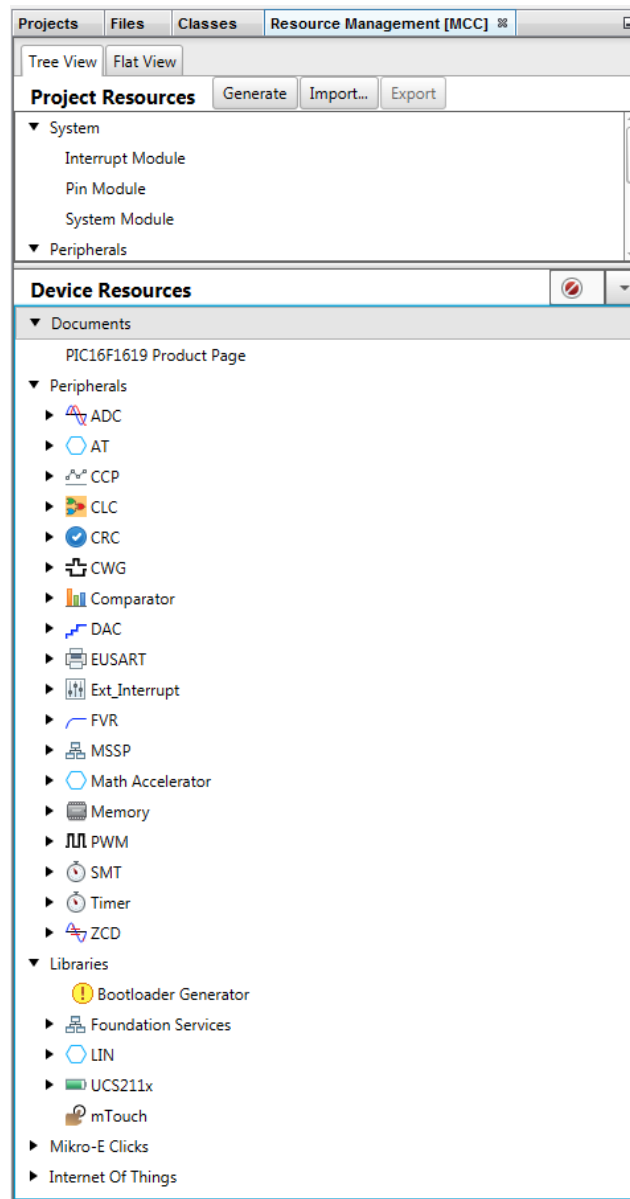 Projects Files Classes Resource Management [MCC]
Tree View Flat View
Project Resources Generate Import... Export
System
Interrupt Module
Pin Module
System Module
Peripherals
Device Resources
Documents
PIC16F1619 Product Page
Peripherals
ADC
AT
CCP
CLC
CRC
CWG
Comparator
DAC
EUSART
Ext_Interrupt
FVR
MSSP
Math Accelerator
Memory
PWM
SMT
Timer
ZCD
Libraries
Bootloader Generator
Foundation Services
LIN
UCS211x
mTouch
Mikro-E Clicks
Internet Of Things